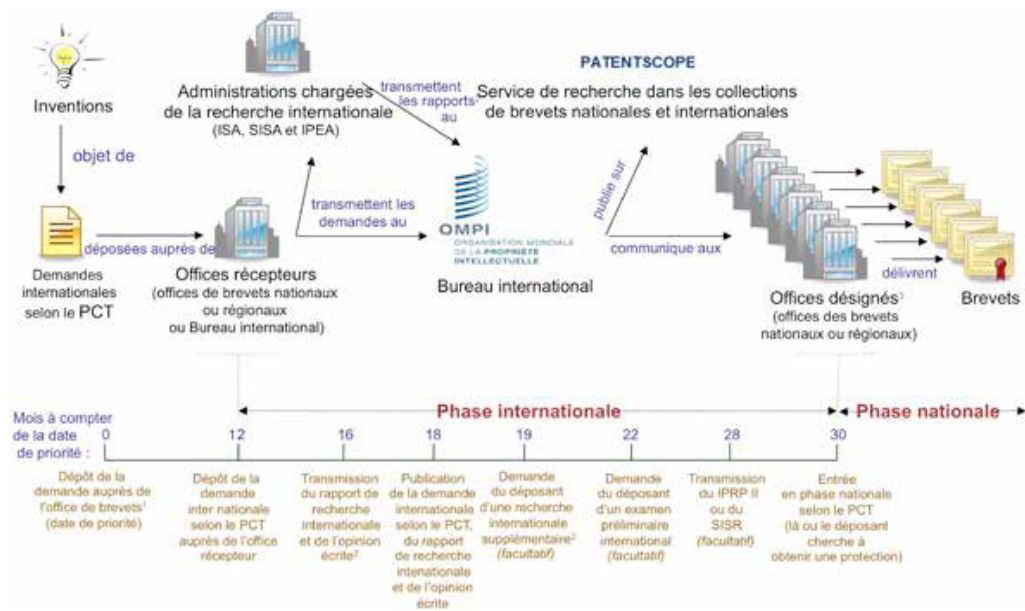 Inventions
objet de
Demandes
internationales
selon le PCT
déposées auprès de
Administrations chargées
de la recherche internationale
(ISA, SISA et IPEA)
Offices récepteurs
(offices de brevets nationaux
ou régionaux
ou Bureau international)
transmettent
les rapports²
au
transmettent les
demandes au
OMPI
ORGANISATION MONDIALE
DE LA PROPRIÉTÉ
INTELLECTUELLE
Bureau international
PATENTSCOPE
Service de recherche dans les collections
de brevets nationales et internationales
publie sur
communique aux
Offices désignés³
(offices des brevets
nationaux ou régionaux)
délivrent
Brevets
Phase internationale
Phase nationale
Mois à compter
de la date
de priorité :
0
12
16
18
19
22
28
30
Dépôt de la
demande auprès de
l'office de brevets¹
(date de priorité)
Dépôt de la
demande
inter nationale
selon le PCT
auprès de l'office
récepteur
Transmission
du rapport de
recherche
internationale
et de l'opinion
écrite²
Publication
de la demande
internationale
selon le PCT,
du rapport
de recherche
intenationale
et de l'opinion
écrite
Demande
du déposant
d'une recherche
internationale
supplémentaire²
(facultatif)
Demande
du déposant
d'un examen
préliminaire
international
(facultatif)
Transmission
du IPRP II
ou du
SISR
(facultatif)
Entrée
en phase nationale
selon le PCT
(là ou le déposant
cherche à
obtenir une protection)